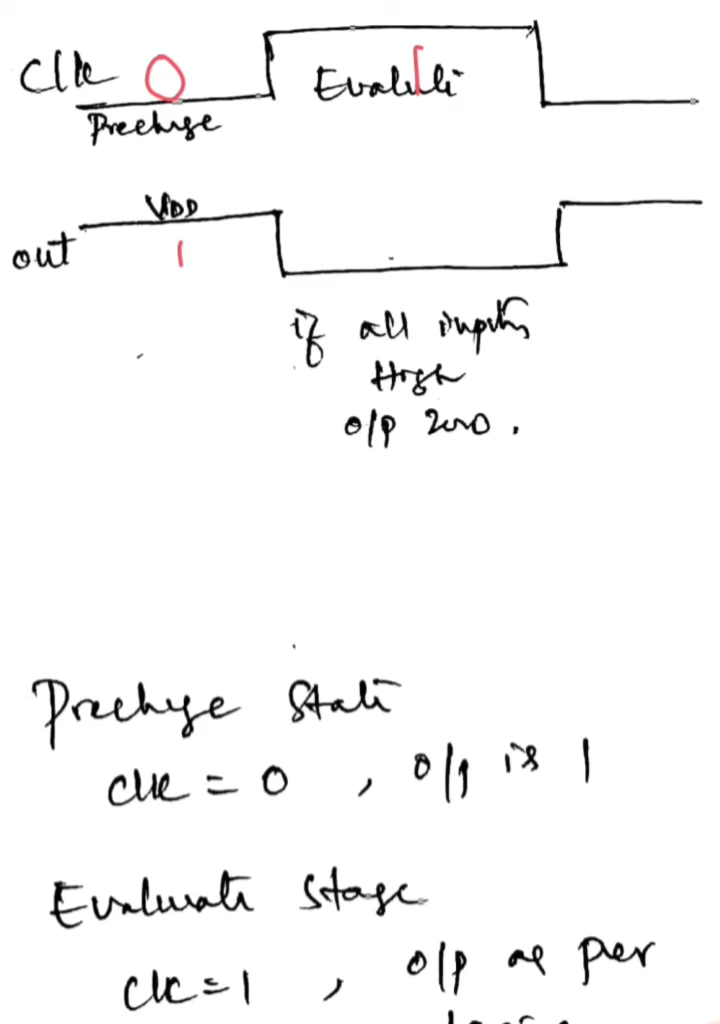 Clk 0 Evaluate 1
Precharge
VDD
out 1
if all inputs
High
o/p zero.
Precharge State
clk = 0 , o/p is 1
Evaluate Stage
clk = 1 , o/p as per